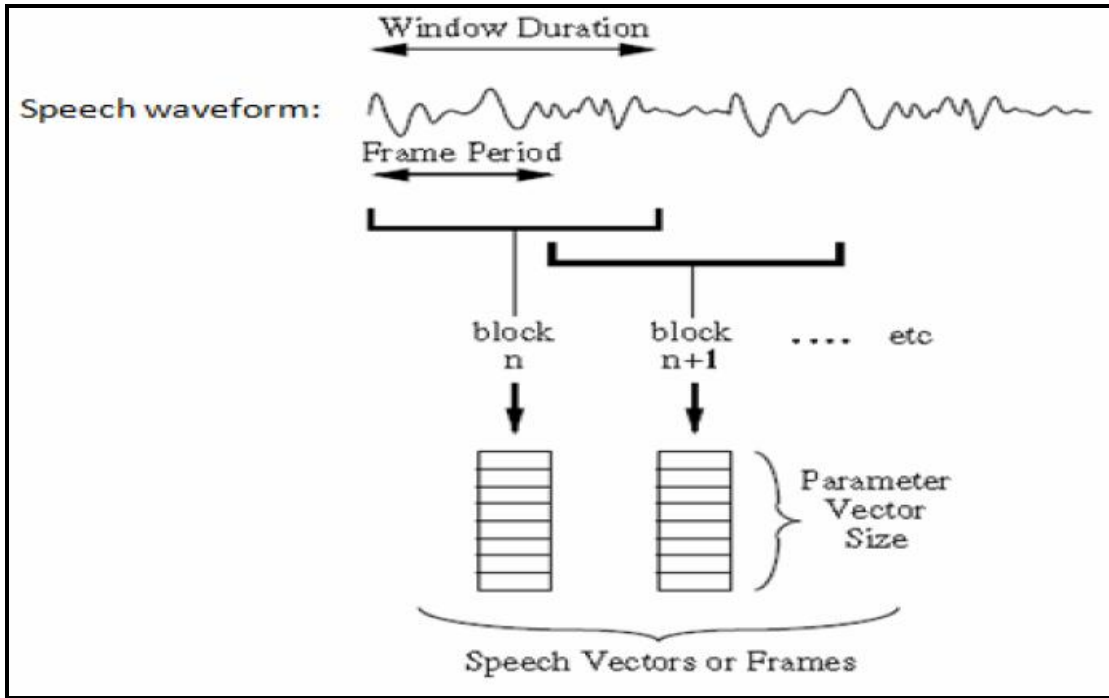 Window Duration
Speech waveform:
Frame Period
block
n
block
n+1
.... etc
Parameter
Vector
Size
Speech Vectors or Frames